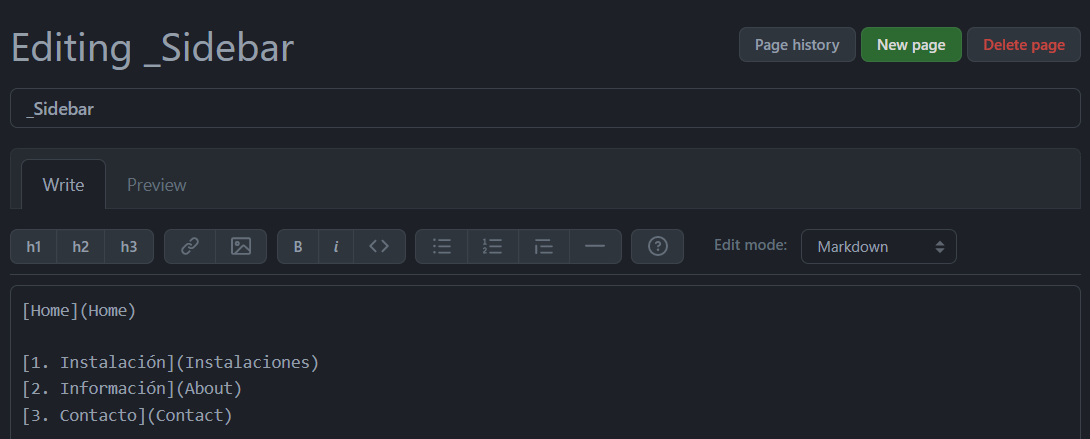 Editing _Sidebar
Page history
New page
Delete page
_Sidebar
Write
Preview
h1 h2 h3 B i <> Edit mode: Markdown
[Home](Home)
[1. Instalación](Instalaciones)
[2. Información](About)
[3. Contacto](Contact)